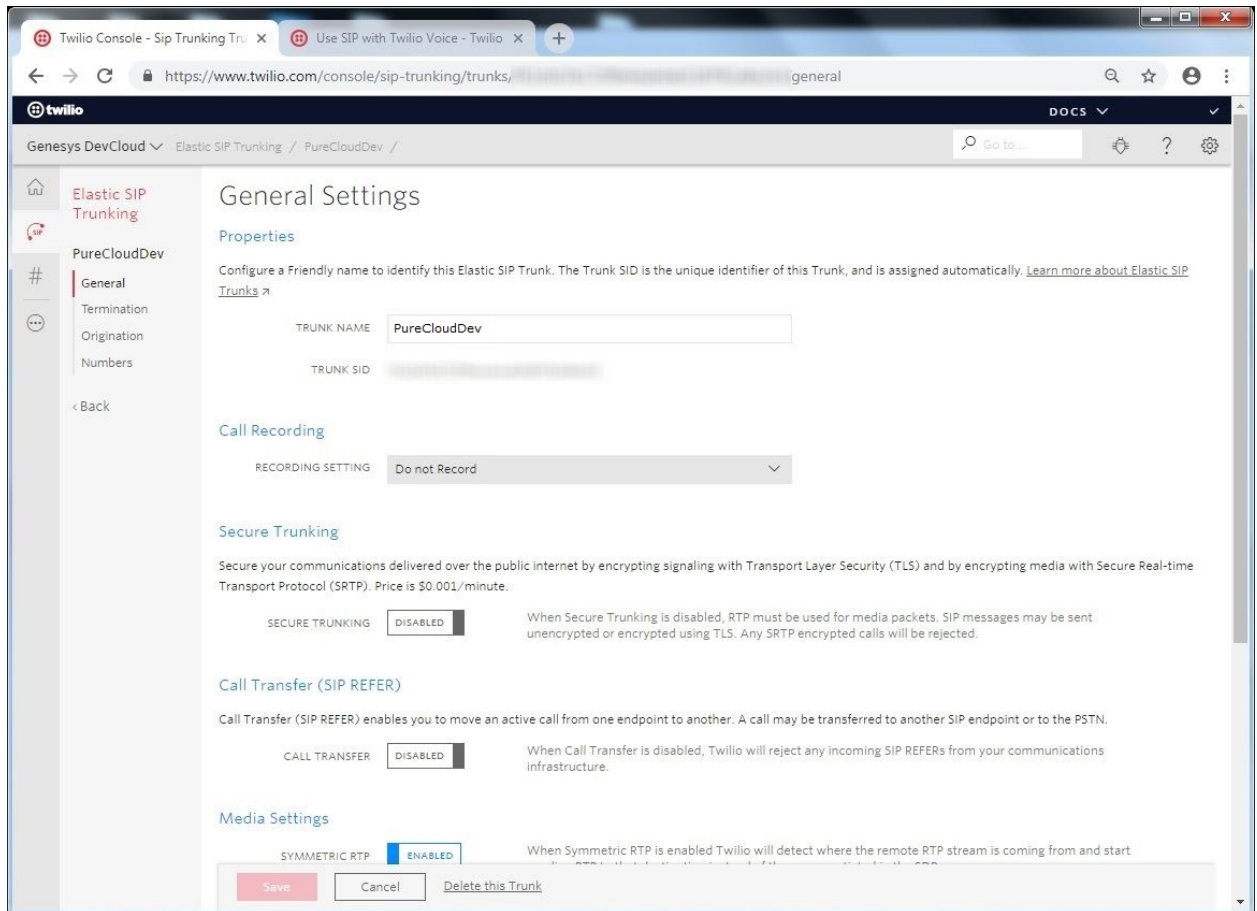 Twilio Console - Sip Trunking Tru
Use SIP with Twilio Voice - Twilio
https://www.twilio.com/console/sip-trunking/trunks/ general
twilio
DOCS
Genesys DevCloud Elastic SIP Trunking / PureCloudDev /
Go to...
Elastic SIP
Trunking
SIP
PureCloudDev
#
General
Termination
Origination
Numbers
‹ Back
General Settings
Properties
Configure a Friendly name to identify this Elastic SIP Trunk. The Trunk SID is the unique identifier of this Trunk, and is assigned automatically. Learn more about Elastic SIP
Trunks
TRUNK NAME PureCloudDev
TRUNK SID
Call Recording
RECORDING SETTING Do not Record
Secure Trunking
Secure your communications delivered over the public internet by encrypting signaling with Transport Layer Security (TLS) and by encrypting media with Secure Real-time
Transport Protocol (SRTP). Price is $0.001/minute.
SECURE TRUNKING DISABLED When Secure Trunking is disabled, RTP must be used for media packets. SIP messages may be sent
unencrypted or encrypted using TLS. Any SRTP encrypted calls will be rejected.
Call Transfer (SIP REFER)
Call Transfer (SIP REFER) enables you to move an active call from one endpoint to another. A call may be transferred to another SIP endpoint or to the PSTN.
CALL TRANSFER DISABLED When Call Transfer is disabled, Twilio will reject any incoming SIP REFERs from your communications
infrastructure.
Media Settings
SYMMETRIC RTP ENABLED When Symmetric RTP is enabled Twilio will detect where the remote RTP stream is coming from and start
Save Cancel Delete this Trunk